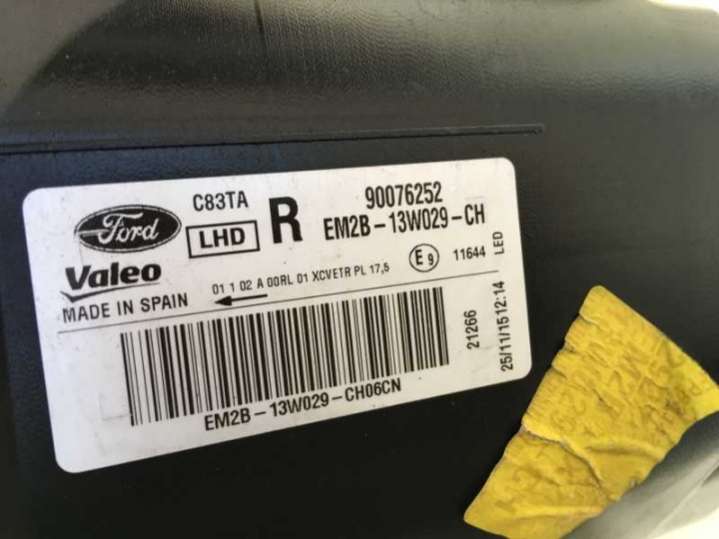 C83TA
Ford
LHD
R
90076252
EM2B-13W029-CH
Valeo
01 1 02 A 00RL 01 XCVETR PL 17,5
E9
11644
LED
MADE IN SPAIN
21266
25/11/15 12:14
EM2B-13W029-CH06CN